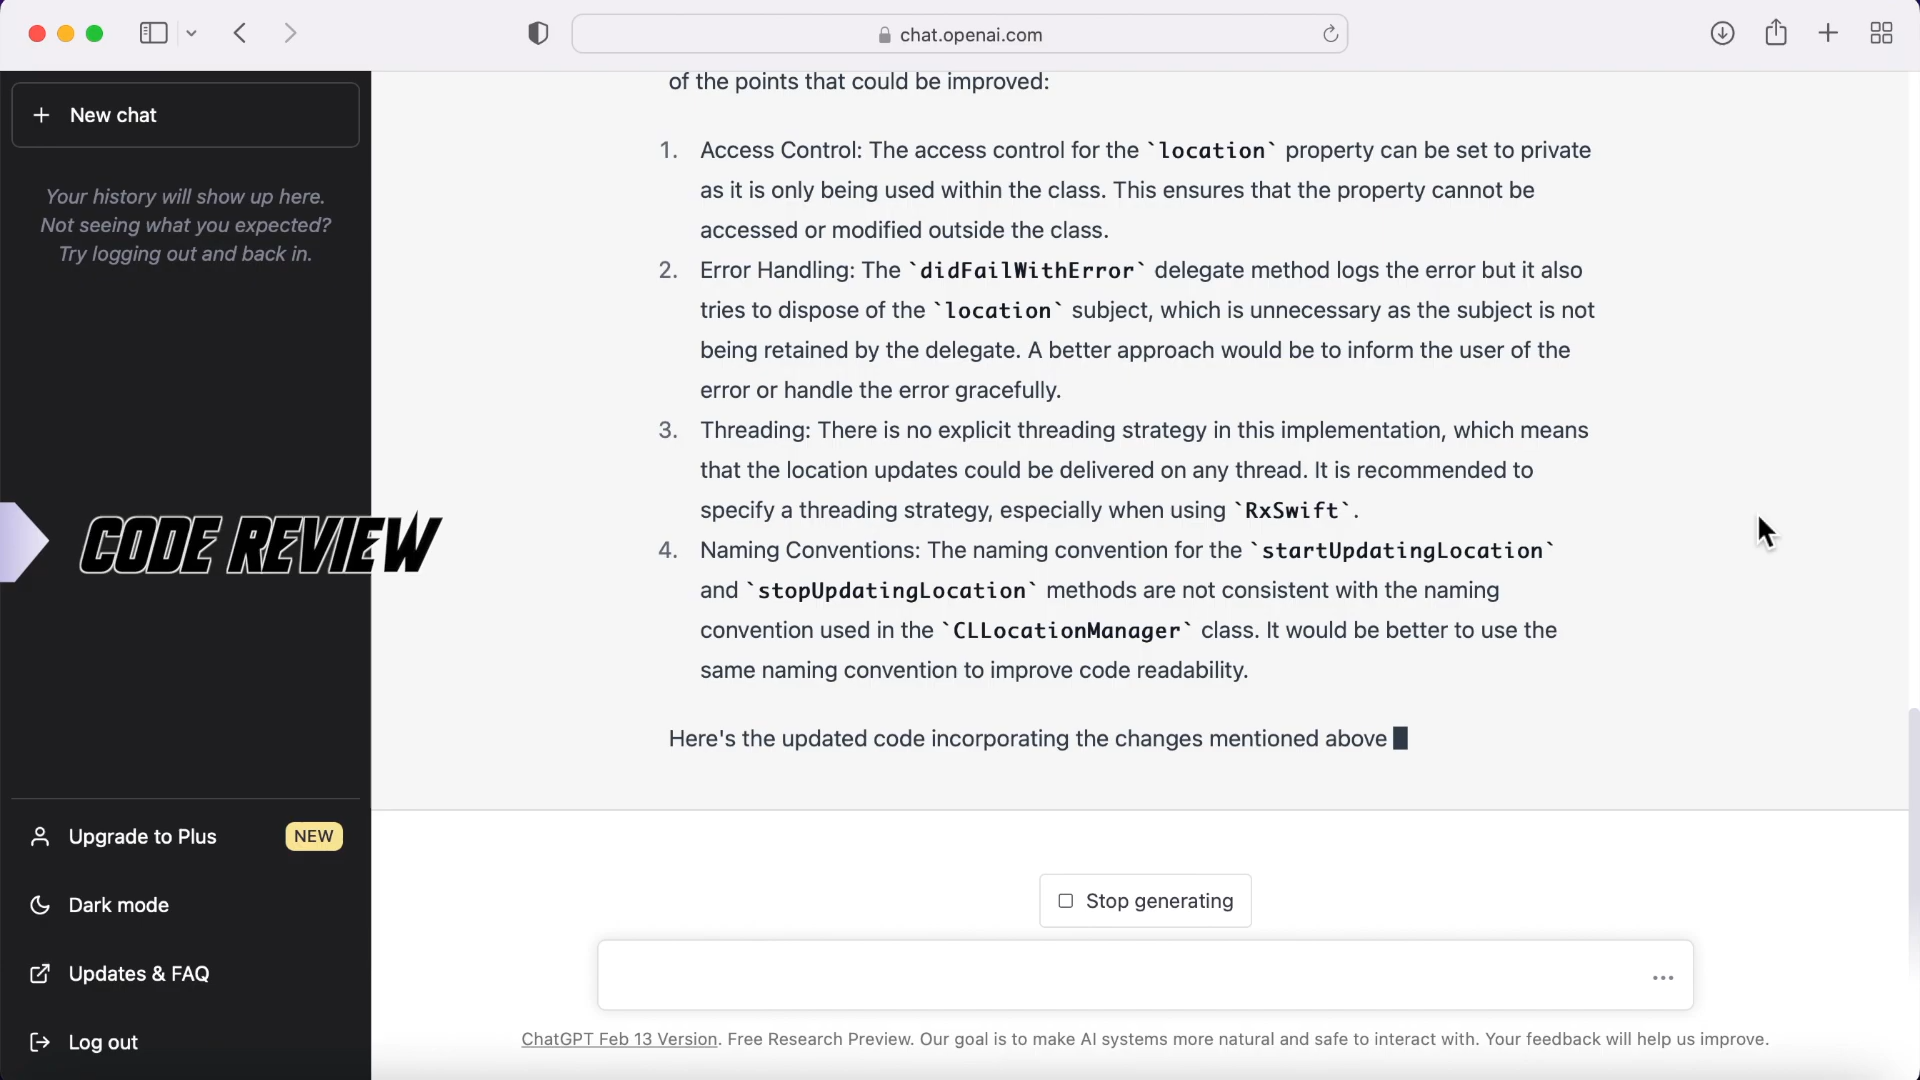 chat.openai.com
New chat
Your history will show up here.
Not seeing what you expected?
Try logging out and back in.
CODE REVIEW
Upgrade to Plus NEW
Dark mode
Updates & FAQ
Log out
of the points that could be improved:
1. Access Control: The access control for the `location` property can be set to private
as it is only being used within the class. This ensures that the property cannot be
accessed or modified outside the class.
2. Error Handling: The `didFailWithError` delegate method logs the error but it also
tries to dispose of the `location` subject, which is unnecessary as the subject is not
being retained by the delegate. A better approach would be to inform the user of the
error or handle the error gracefully.
3. Threading: There is no explicit threading strategy in this implementation, which means
that the location updates could be delivered on any thread. It is recommended to
specify a threading strategy, especially when using `RxSwift`.
4. Naming Conventions: The naming convention for the `startUpdatingLocation`
and `stopUpdatingLocation` methods are not consistent with the naming
convention used in the `CLLocationManager` class. It would be better to use the
same naming convention to improve code readability.
Here's the updated code incorporating the changes mentioned above
Stop generating
ChatGPT Feb 13 Version. Free Research Preview. Our goal is to make AI systems more natural and safe to interact with. Your feedback will help us improve.